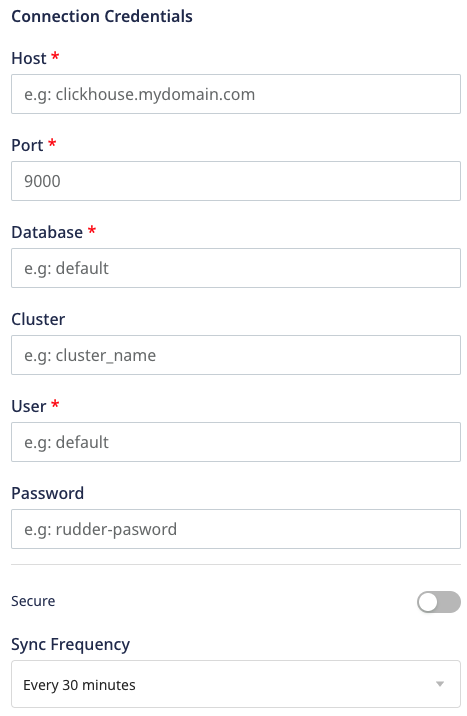 Connection Credentials
Host *
e.g: clickhouse.mydomain.com
Port *
9000
Database *
e.g: default
Cluster
e.g: cluster_name
User *
e.g: default
Password
e.g: rudder-pasword
Secure
Sync Frequency
Every 30 minutes